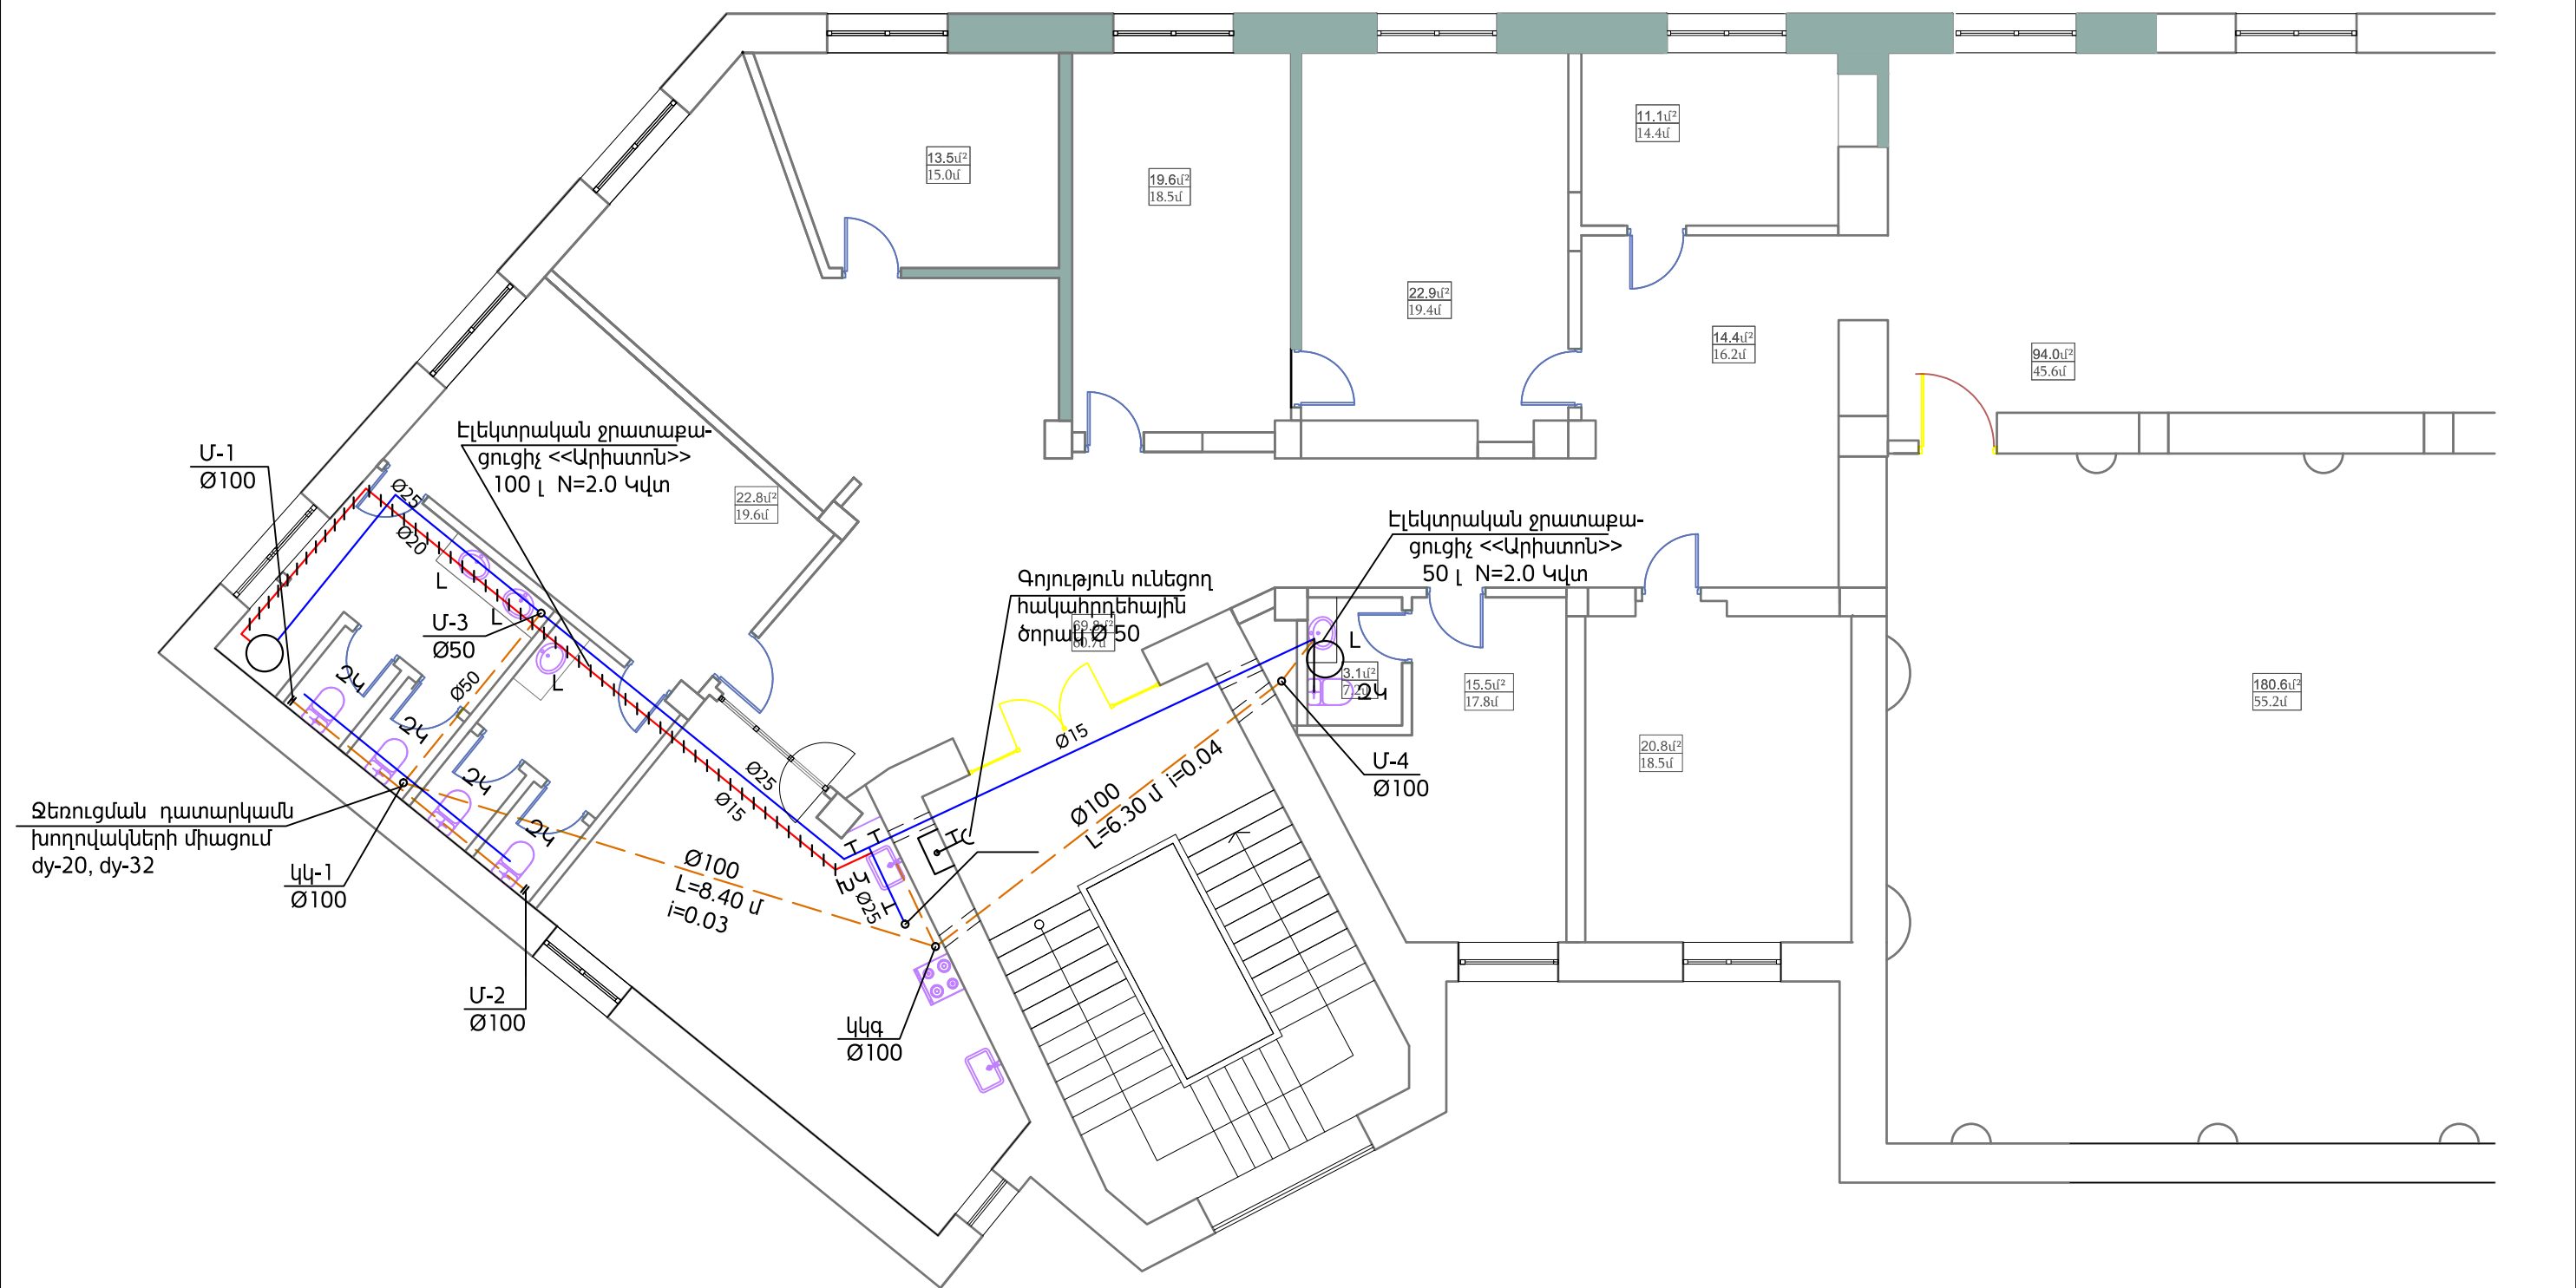 13.5մ²
15.0մ
19.6մ²
18.5մ
22.9մ²
19.4մ
11.1մ²
14.4մ
14.4մ²
16.2մ
94.0մ²
45.6մ
Էլեկտրական ջրատաքա-
ցուցիչ <<Արիստոն>>
100 լ N=2.0 Կվտ
Մ-1
Ø100
Ø25
Ø20
22.8մ²
19.6մ
Էլեկտրական ջրատաքա-
ցուցիչ <<Արիստոն>>
50 լ N=2.0 Կվտ
Գոյություն ունեցող
հակահրդեհային
ծորակ Ø 50
L
L
Մ-3
Ø50
L
L
ԶԿ
ԶԿ
ԶԿ
ԶԿ
Ø50
3.1մ²
ԶԿ
15.5մ²
17.8մ
180.6մ²
55.2մ
20.8մ²
18.5մ
Մ-4
Ø100
Ø15
Ø25
Ø15
Ø100
L=6.30 մ i=0.04
Ջեռուցման դատարկամն
խողովակների միացում
dy-20, dy-32
կկ-1
Ø100
Ø100
L=8.40 մ
i=0.03
Ø25
Մ-2
Ø100
կկգ
Ø100